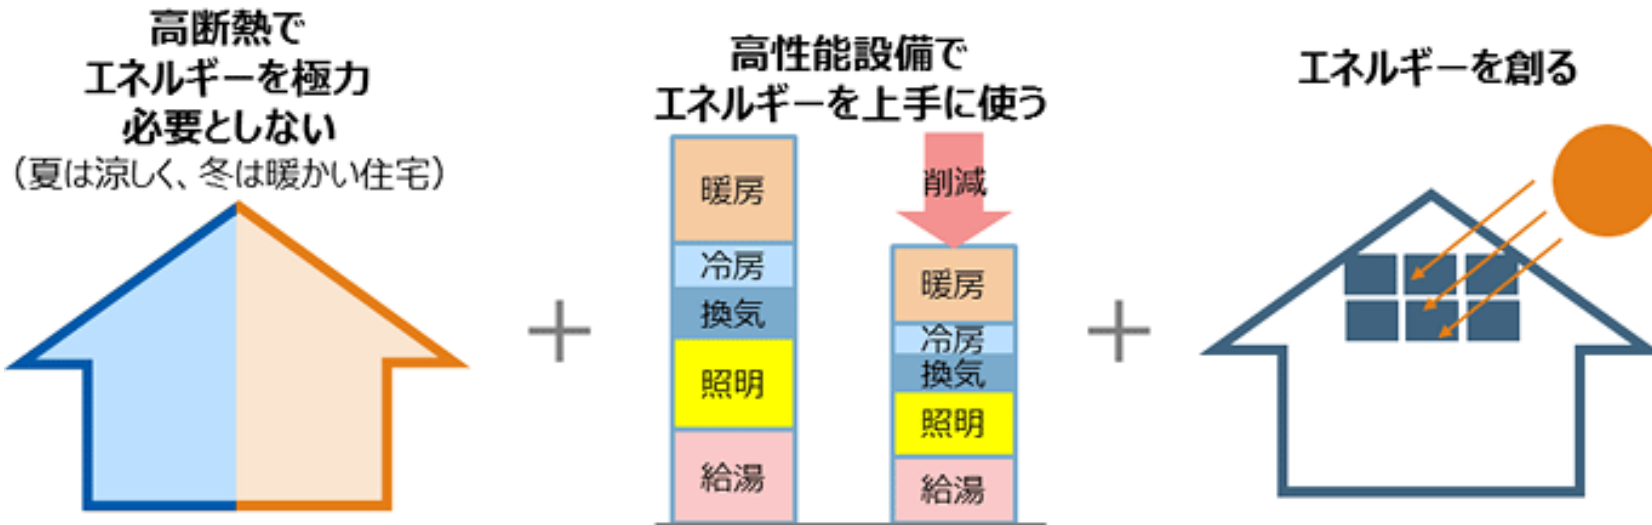 高断熱で
エネルギーを極力
必要としない
（夏は涼しく、冬は暖かい住宅）
高性能設備で
エネルギーを上手に使う
暖房
冷房
換気
照明
給湯
削減
暖房
冷房
換気
照明
給湯
エネルギーを創る